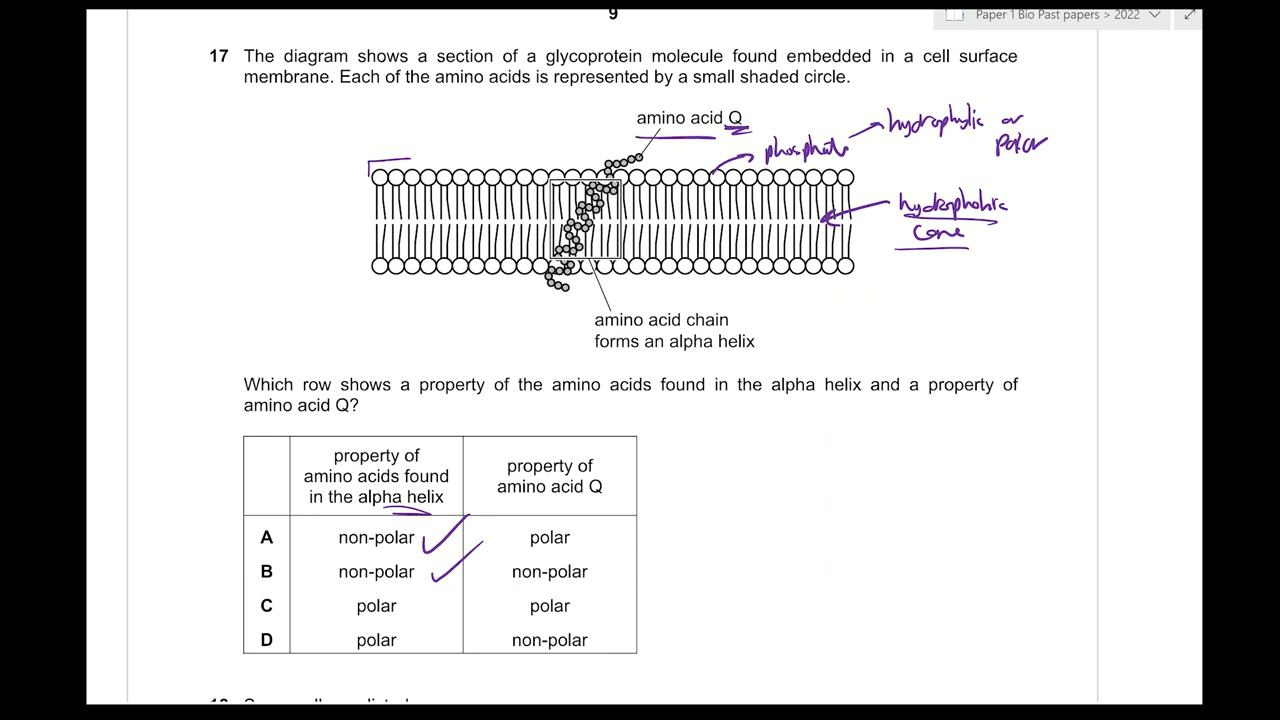 9
Paper 1 Bio Past papers > 2022
17 The diagram shows a section of a glycoprotein molecule found embedded in a cell surface
membrane. Each of the amino acids is represented by a small shaded circle.
amino acid Q
phosphate
hydrophylic or
polar
hydrophobic
core
amino acid chain
forms an alpha helix
Which row shows a property of the amino acids found in the alpha helix and a property of
amino acid Q?
property of
amino acids found
in the alpha helix
property of
amino acid Q
A non-polar polar
B non-polar non-polar
C polar polar
D polar non-polar